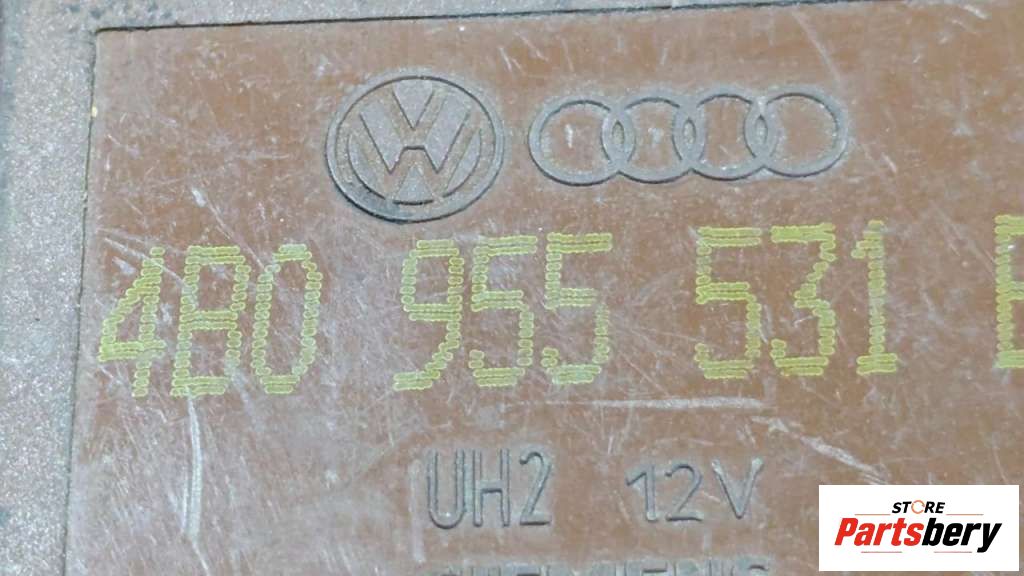 4B0 955 531
UH2 12V
STORE
Partsbery